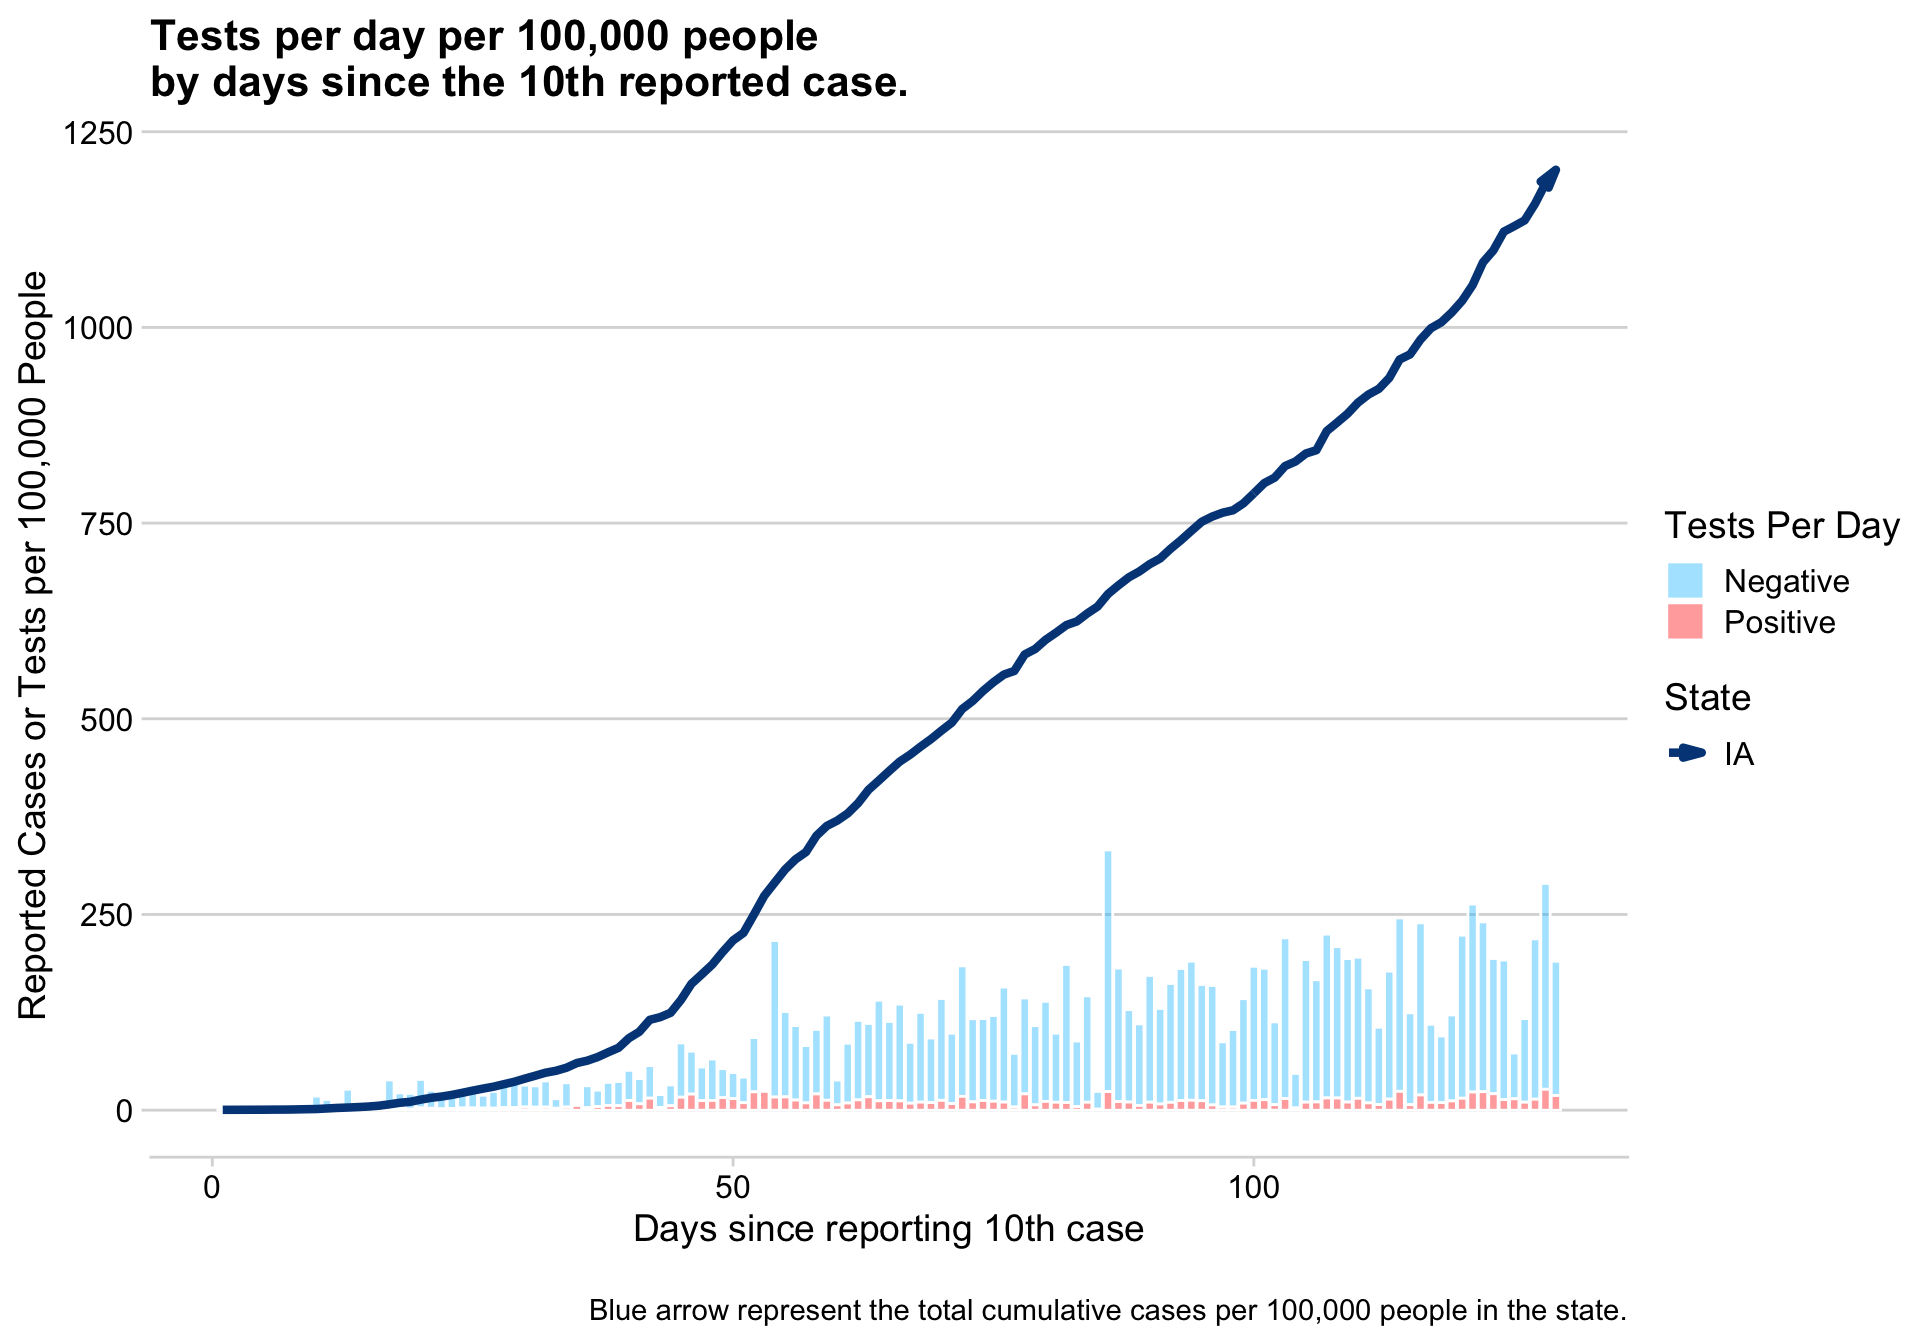 Tests per day per 100,000 people
by days since the 10th reported case.
1250
1000
750
500
250
0
Reported Cases or Tests per 100,000 People
0 50 100
Days since reporting 10th case
Tests Per Day
Negative
Positive
State
IA
Blue arrow represent the total cumulative cases per 100,000 people in the state.